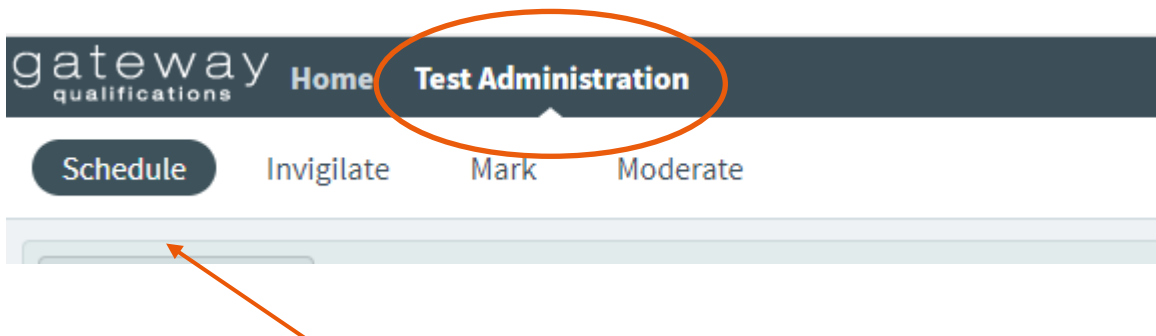 gateway Home Test Administration
qualifications
Schedule Invigilate Mark Moderate